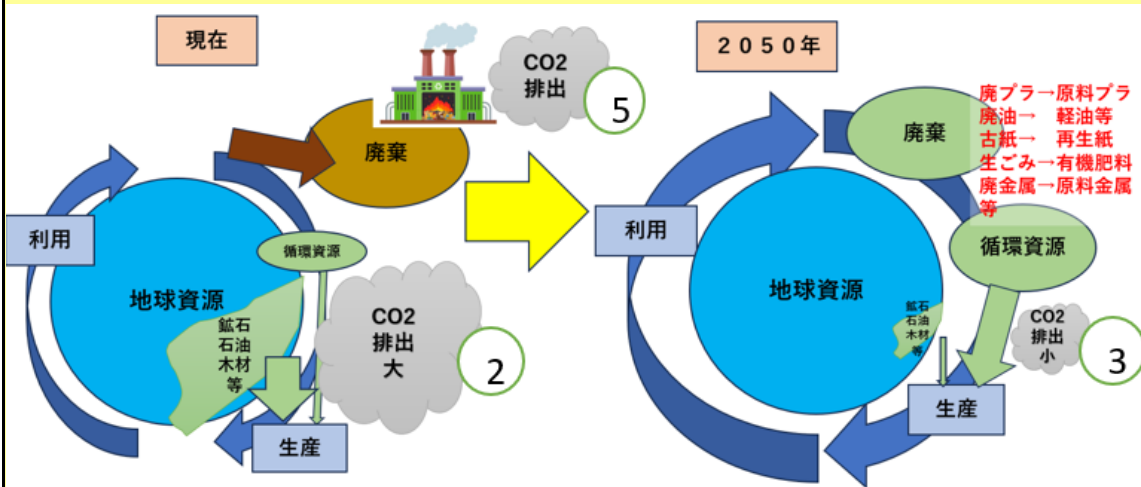 現在
CO2
排出
5
廃棄
利用
循環資源
地球資源
鉱石
石油
木材
等
CO2
排出
大
2
生産
２０５０年
廃棄
廃プラ→原料プラ
廃油→　軽油等
古紙→　再生紙
生ごみ→有機肥料
廃金属→原料金属
等
利用
循環資源
地球資源
鉱石
石油
木材
等
CO2
排出
小
3
生産